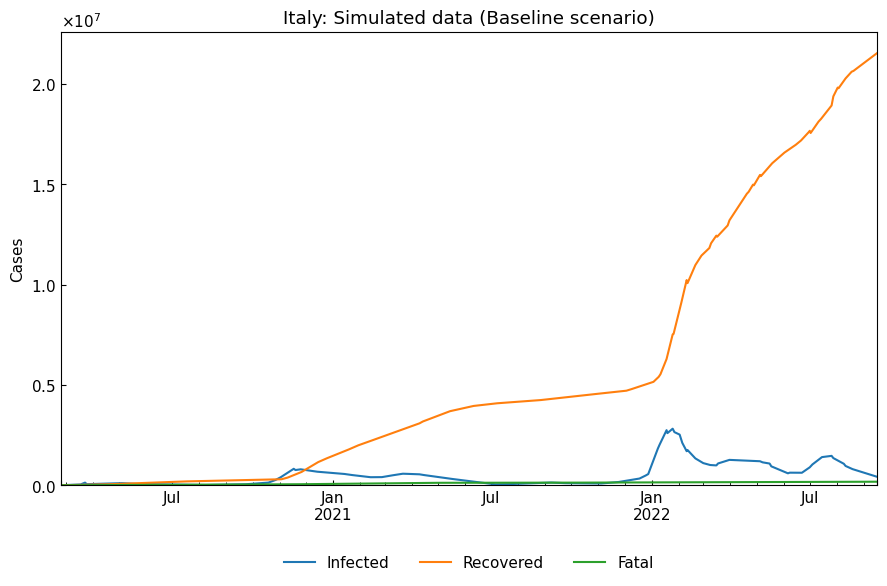 Italy: Simulated data (Baseline scenario)
×10⁷
Cases
2.0
1.5
1.0
0.5
0.0
Jul
Jan
2021
Jul
Jan
2022
Jul
Infected
Recovered
Fatal